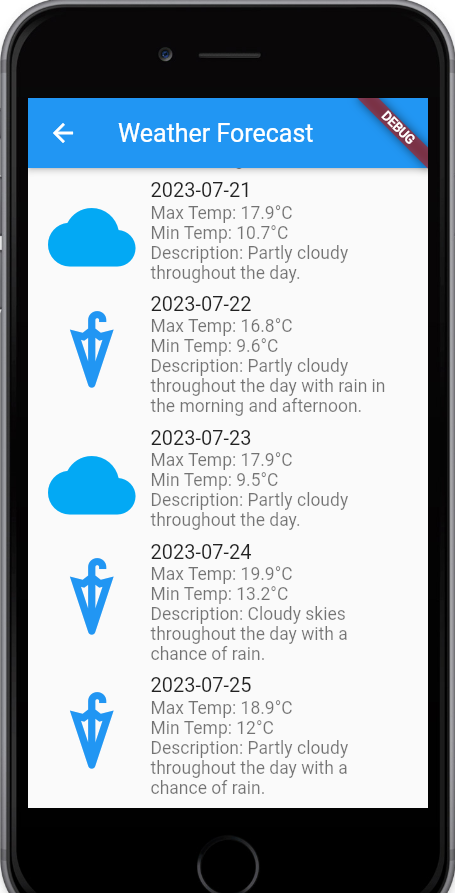 Weather Forecast
DEBUG
2023-07-21
Max Temp: 17.9°C
Min Temp: 10.7°C
Description: Partly cloudy
throughout the day.
2023-07-22
Max Temp: 16.8°C
Min Temp: 9.6°C
Description: Partly cloudy
throughout the day with rain in
the morning and afternoon.
2023-07-23
Max Temp: 17.9°C
Min Temp: 9.5°C
Description: Partly cloudy
throughout the day.
2023-07-24
Max Temp: 19.9°C
Min Temp: 13.2°C
Description: Cloudy skies
throughout the day with a
chance of rain.
2023-07-25
Max Temp: 18.9°C
Min Temp: 12°C
Description: Partly cloudy
throughout the day with a
chance of rain.